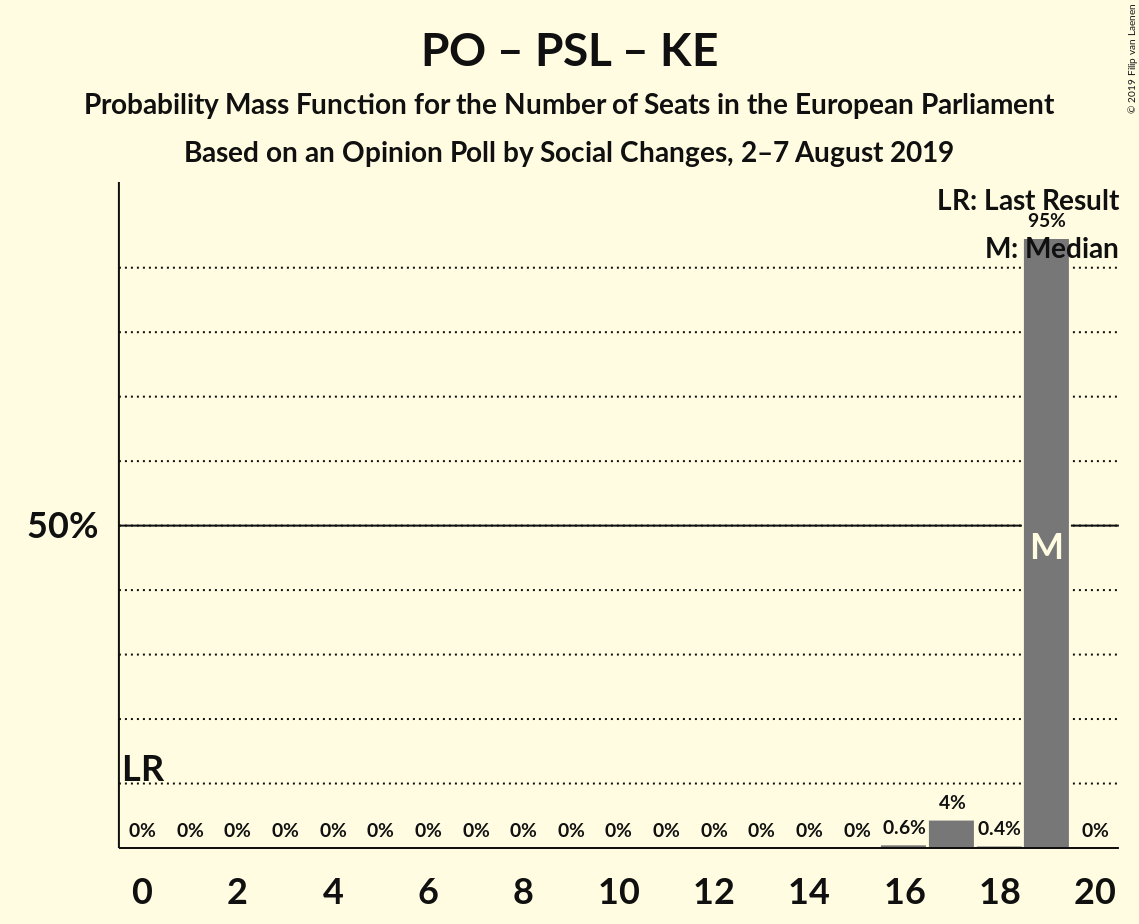 PO – PSL – KE
Probability Mass Function for the Number of Seats in the European Parliament
Based on an Opinion Poll by Social Changes, 2–7 August 2019
© 2019 Filip van Laenen
LR: Last Result
95%
M: Median
50%
M
LR
4%
0% 0% 0% 0% 0% 0% 0% 0% 0% 0% 0% 0% 0% 0% 0% 0% 0.6% 0.4% 0%
0 2 4 6 8 10 12 14 16 18 20